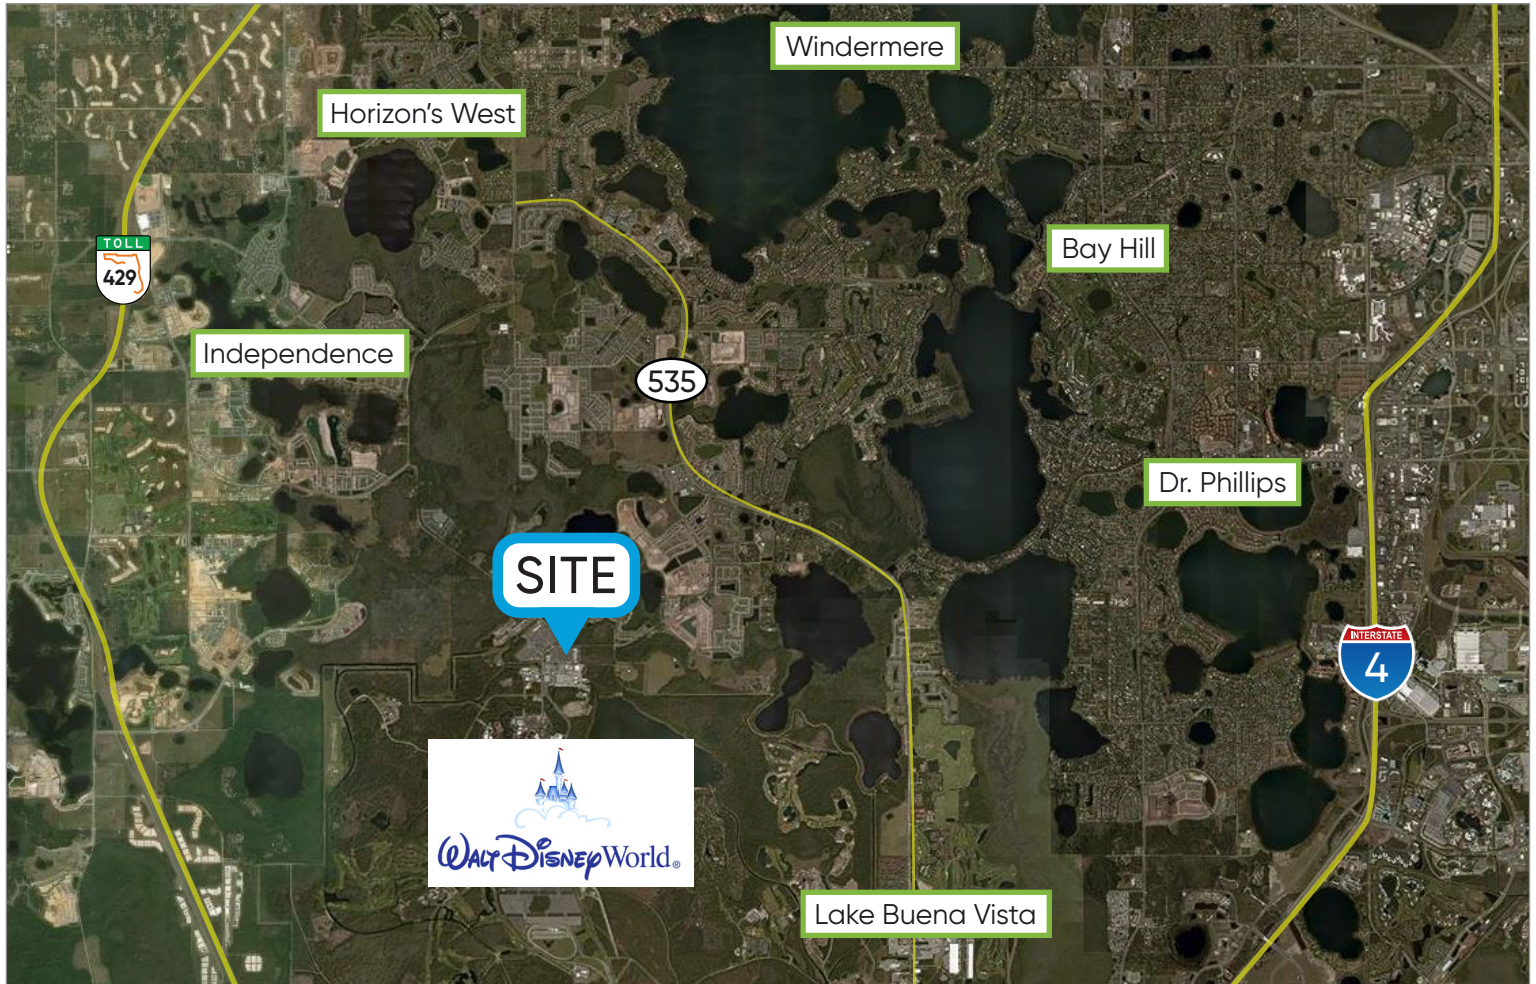 Windermere
Horizon's West
Bay Hill
TOLL
429
Independence
535
Dr. Phillips
SITE
INTERSTATE
4
Walt Disney World®
Lake Buena Vista